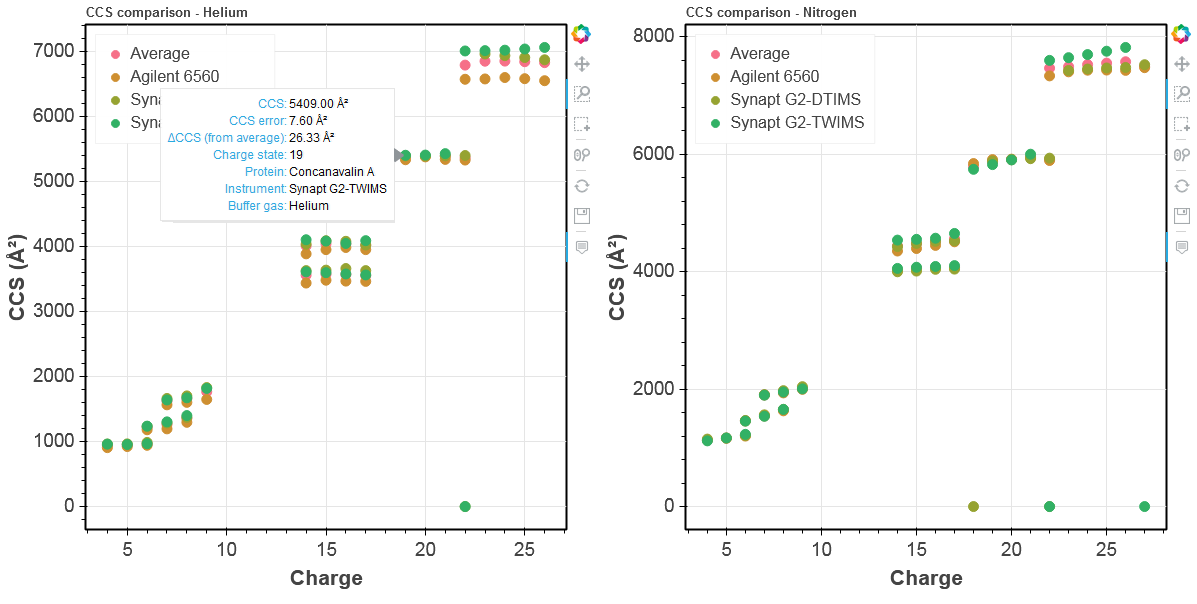 CCS comparison - Helium
7000
6000
5000
4000
3000
2000
1000
0
CCS (Å²)
Average
Agilent 6560
Syna
Syna
CCS: 5409.00 Å²
CCS error: 7.60 Å²
ΔCCS (from average): 26.33 Å²
Charge state: 19
Protein: Concanavalin A
Instrument: Synapt G2-TWIMS
Buffer gas: Helium
5 10 15 20 25
Charge
CCS comparison - Nitrogen
8000
6000
4000
2000
0
CCS (Å²)
Average
Agilent 6560
Synapt G2-DTIMS
Synapt G2-TWIMS
5 10 15 20 25
Charge